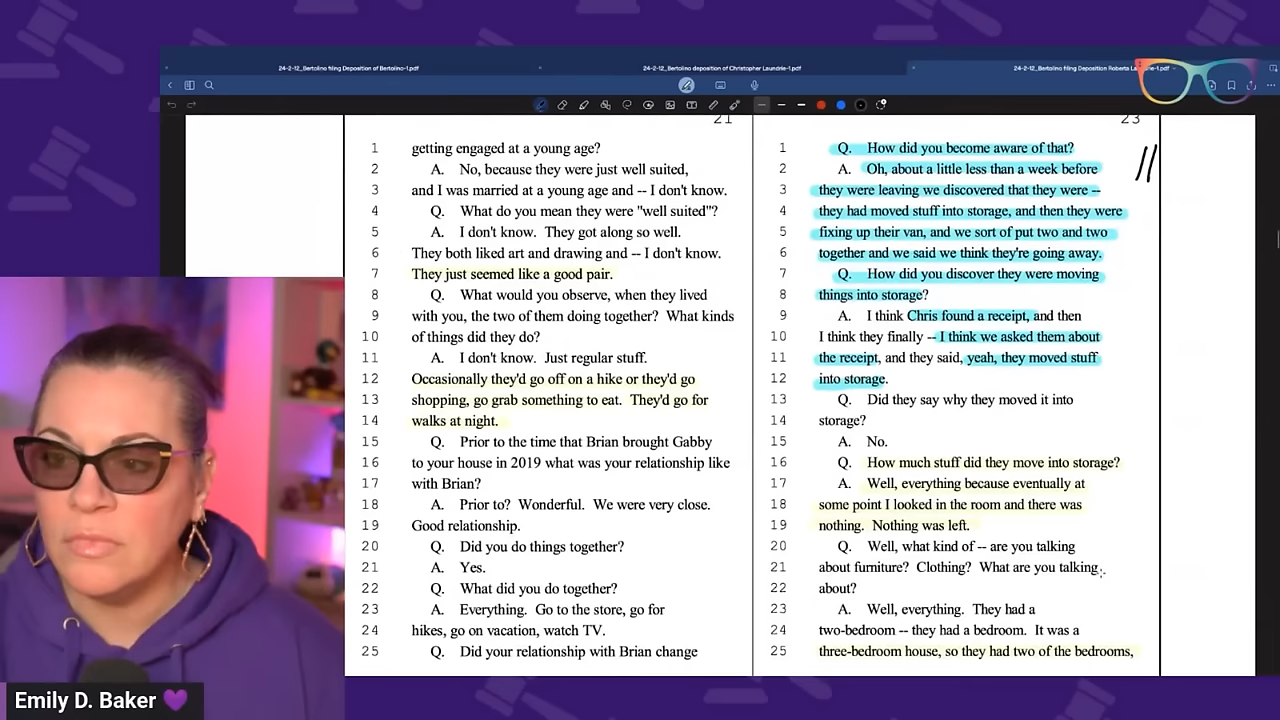 24-2-12_Bertolino filing Deposition of Bertolino-1.pdf
24-2-12_Bertolino deposition of Christopher Laundrie-1.pdf
24-2-12_Bertolino filing Deposition Roberta
21
1 getting engaged at a young age?
2 A. No, because they were just well suited,
3 and I was married at a young age and -- I don't know.
4 Q. What do you mean they were "well suited"?
5 A. I don't know. They got along so well.
6 They both liked art and drawing and -- I don't know.
7 They just seemed like a good pair.
8 Q. What would you observe, when they lived
9 with you, the two of them doing together? What kinds
10 of things did they do?
11 A. I don't know. Just regular stuff.
12 Occasionally they'd go off on a hike or they'd go
13 shopping, go grab something to eat. They'd go for
14 walks at night.
15 Q. Prior to the time that Brian brought Gabby
16 to your house in 2019 what was your relationship like
17 with Brian?
18 A. Prior to? Wonderful. We were very close.
19 Good relationship.
20 Q. Did you do things together?
21 A. Yes.
22 Q. What did you do together?
23 A. Everything. Go to the store, go for
24 hikes, go on vacation, watch TV.
25 Q. Did your relationship with Brian change
23
1 Q. How did you become aware of that?
2 A. Oh, about a little less than a week before
3 they were leaving we discovered that they were --
4 they had moved stuff into storage, and then they were
5 fixing up their van, and we sort of put two and two
6 together and we said we think they're going away.
7 Q. How did you discover they were moving
8 things into storage?
9 A. I think Chris found a receipt, and then
10 I think they finally -- I think we asked them about
11 the receipt, and they said, yeah, they moved stuff
12 into storage.
13 Q. Did they say why they moved it into
14 storage?
15 A. No.
16 Q. How much stuff did they move into storage?
17 A. Well, everything because eventually at
18 some point I looked in the room and there was
19 nothing. Nothing was left.
20 Q. Well, what kind of -- are you talking
21 about furniture? Clothing? What are you talking
22 about?
23 A. Well, everything. They had a
24 two-bedroom -- they had a bedroom. It was a
25 three-bedroom house, so they had two of the bedrooms,
Emily D. Baker 💜